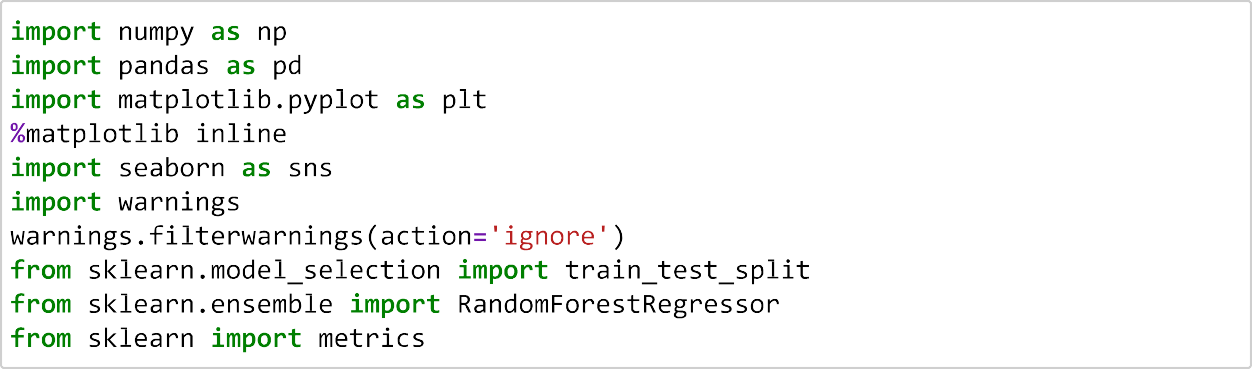 import numpy as np
import pandas as pd
import matplotlib.pyplot as plt
%matplotlib inline
import seaborn as sns
import warnings
warnings.filterwarnings(action='ignore')
from sklearn.model_selection import train_test_split
from sklearn.ensemble import RandomForestRegressor
from sklearn import metrics